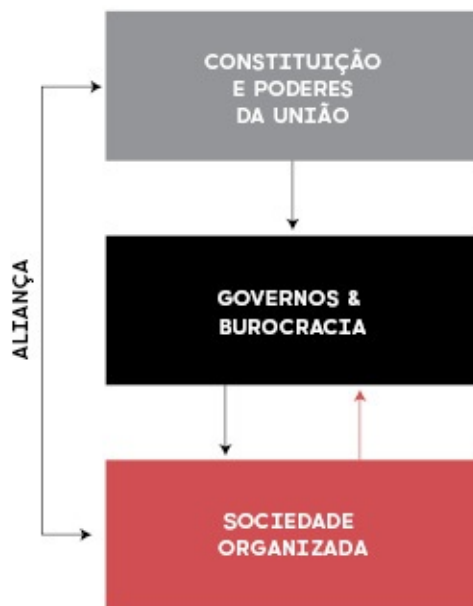 CONSTITUIÇÃO
E PODERES
DA UNIÃO
ALIANÇA
GOVERNOS &
BUROCRACIA
SOCIEDADE
ORGANIZADA